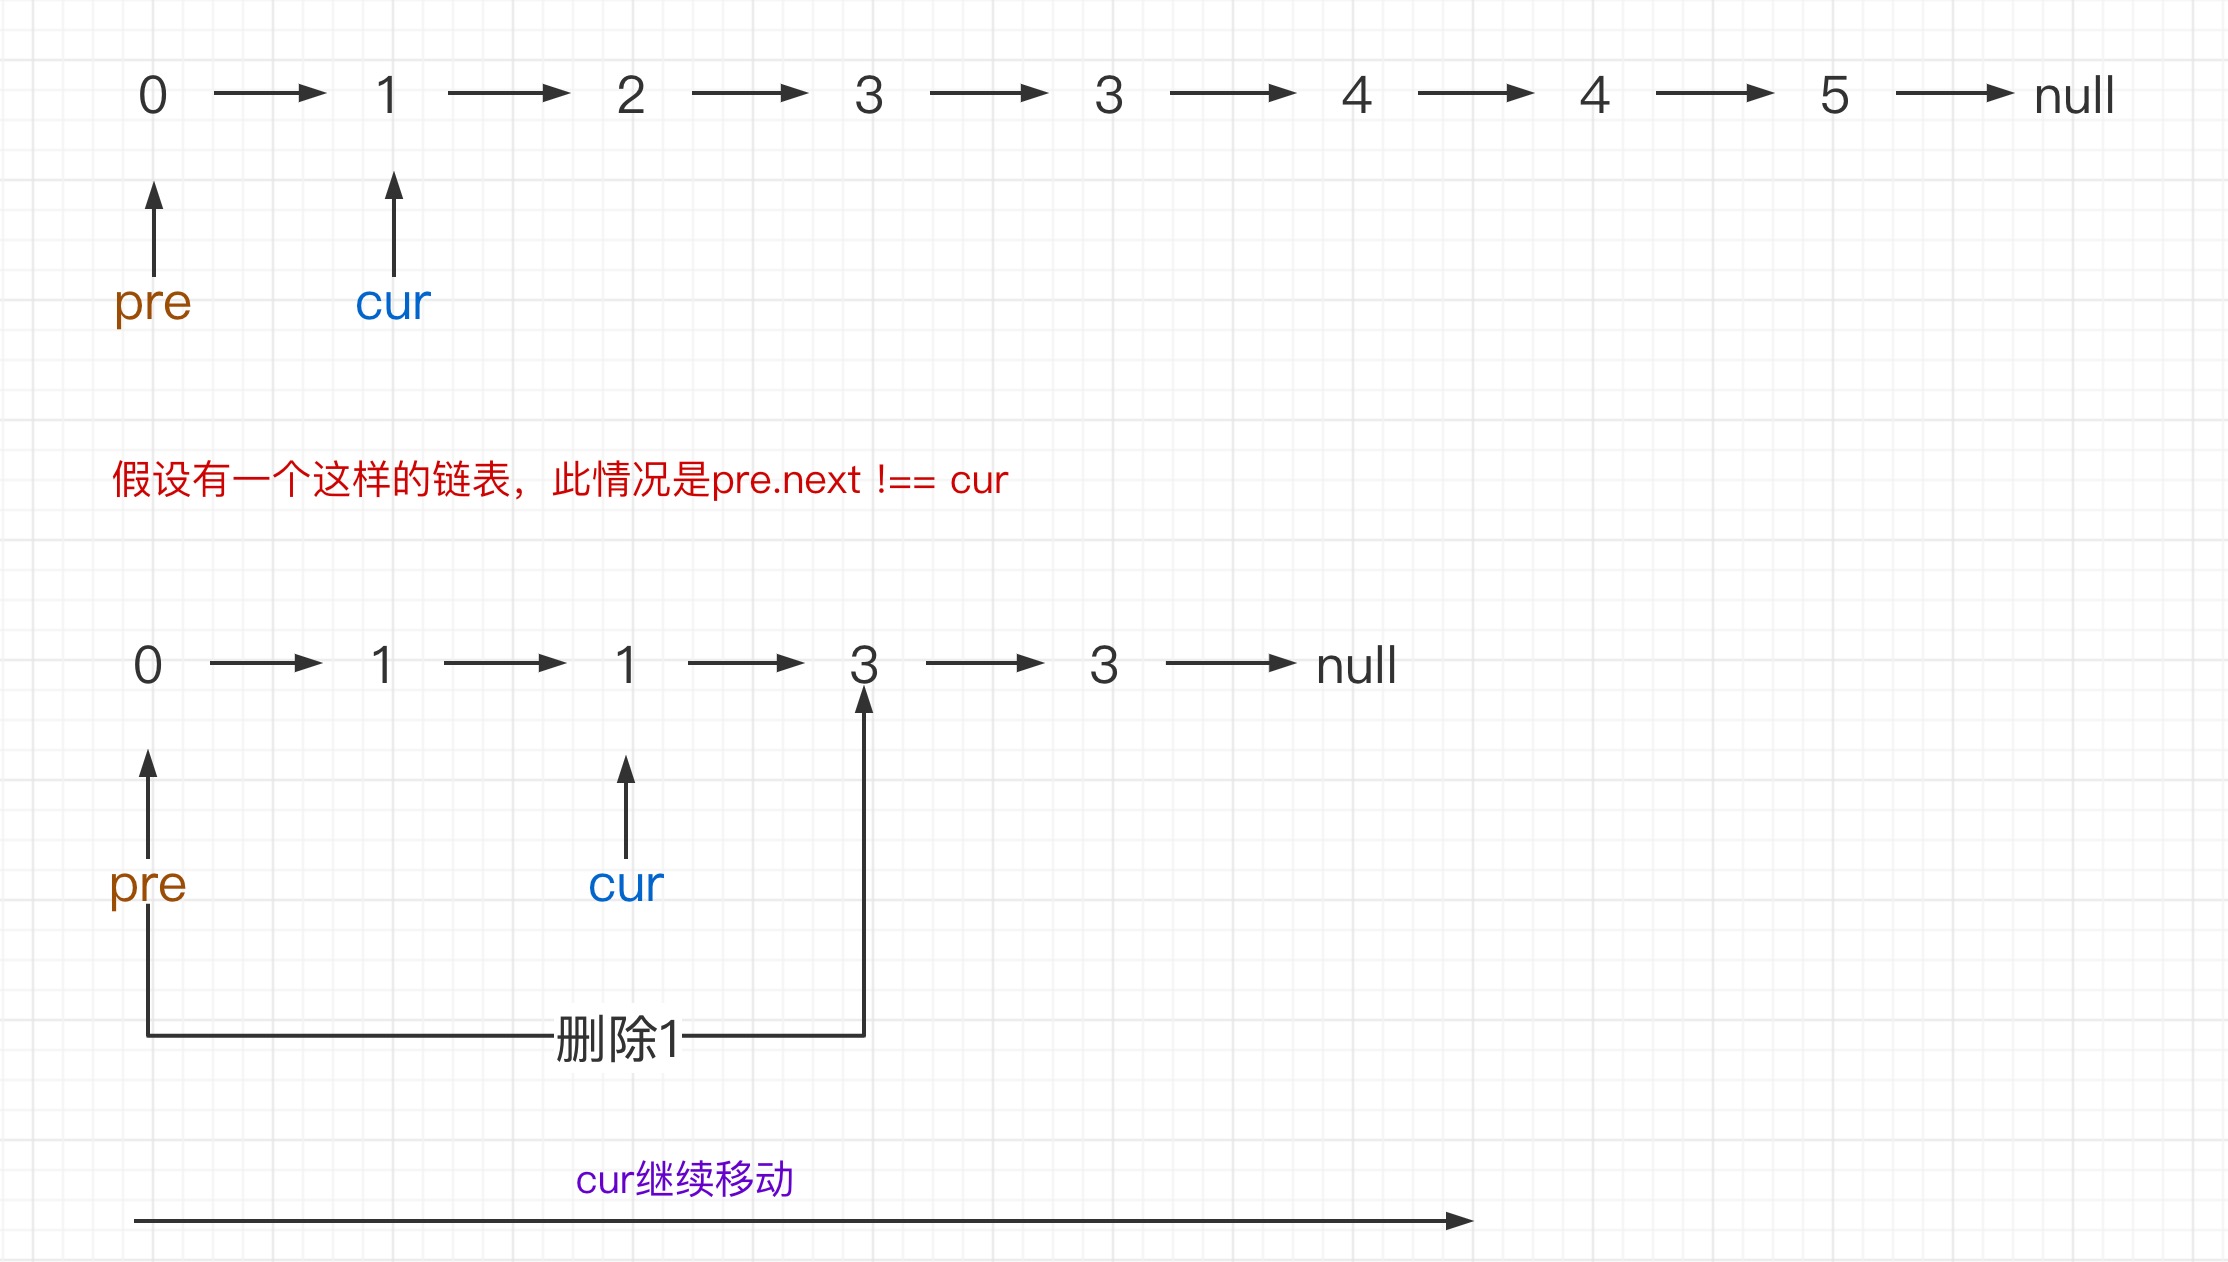 0 1 2 3 3 4 4 5 null
pre cur
假设有一个这样的链表，此情况是pre.next !== cur
0 1 1 3 3 null
pre cur
删除1
cur继续移动